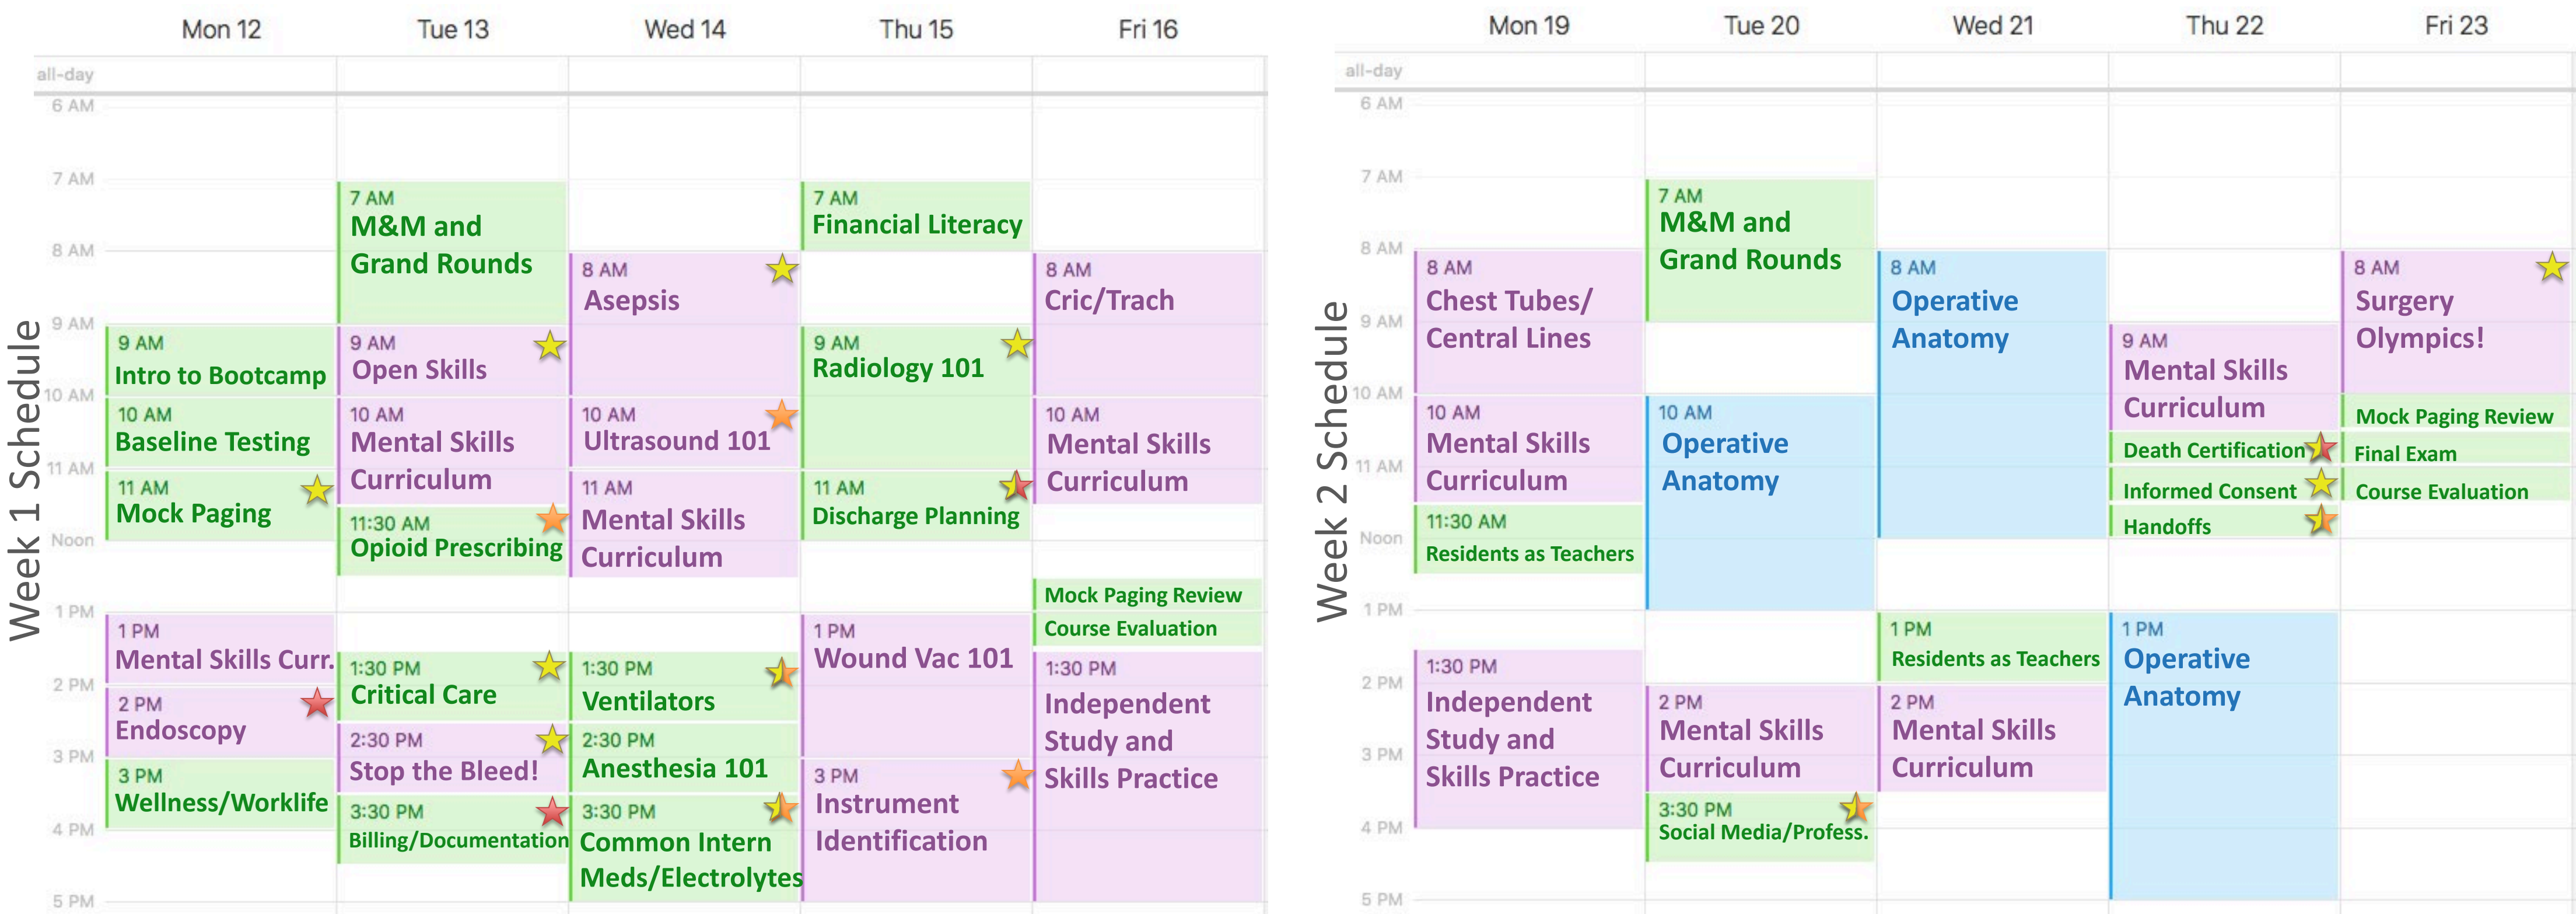 Week 1 Schedule
Mon 12
Tue 13
Wed 14
Thu 15
Fri 16
all-day
6 AM
7 AM
8 AM
9 AM
10 AM
11 AM
Noon
1 PM
2 PM
3 PM
4 PM
5 PM
9 AM
Intro to Bootcamp
10 AM
Baseline Testing
11 AM
Mock Paging
1 PM
Mental Skills Curr.
2 PM
Endoscopy
3 PM
Wellness/Worklife
7 AM
M&M and
Grand Rounds
9 AM
Open Skills
10 AM
Mental Skills
Curriculum
11:30 AM
Opioid Prescribing
1:30 PM
Critical Care
2:30 PM
Stop the Bleed!
3:30 PM
Billing/Documentation
8 AM
Asepsis
10 AM
Ultrasound 101
11 AM
Mental Skills
Curriculum
1:30 PM
Ventilators
2:30 PM
Anesthesia 101
3:30 PM
Common Intern
Meds/Electrolytes
7 AM
Financial Literacy
9 AM
Radiology 101
11 AM
Discharge Planning
1 PM
Wound Vac 101
3 PM
Instrument
Identification
8 AM
Cric/Trach
10 AM
Mental Skills
Curriculum
Mock Paging Review
Course Evaluation
1:30 PM
Independent
Study and
Skills Practice
Week 2 Schedule
Mon 19
Tue 20
Wed 21
Thu 22
Fri 23
all-day
6 AM
7 AM
8 AM
9 AM
10 AM
11 AM
Noon
1 PM
2 PM
3 PM
4 PM
5 PM
8 AM
Chest Tubes/
Central Lines
10 AM
Mental Skills
Curriculum
11:30 AM
Residents as Teachers
1:30 PM
Independent
Study and
Skills Practice
7 AM
M&M and
Grand Rounds
10 AM
Operative
Anatomy
2 PM
Mental Skills
Curriculum
3:30 PM
Social Media/Profess.
8 AM
Operative
Anatomy
1 PM
Residents as Teachers
2 PM
Mental Skills
Curriculum
9 AM
Mental Skills
Curriculum
Death Certification
Informed Consent
Handoffs
1 PM
Operative
Anatomy
8 AM
Surgery
Olympics!
Mock Paging Review
Final Exam
Course Evaluation